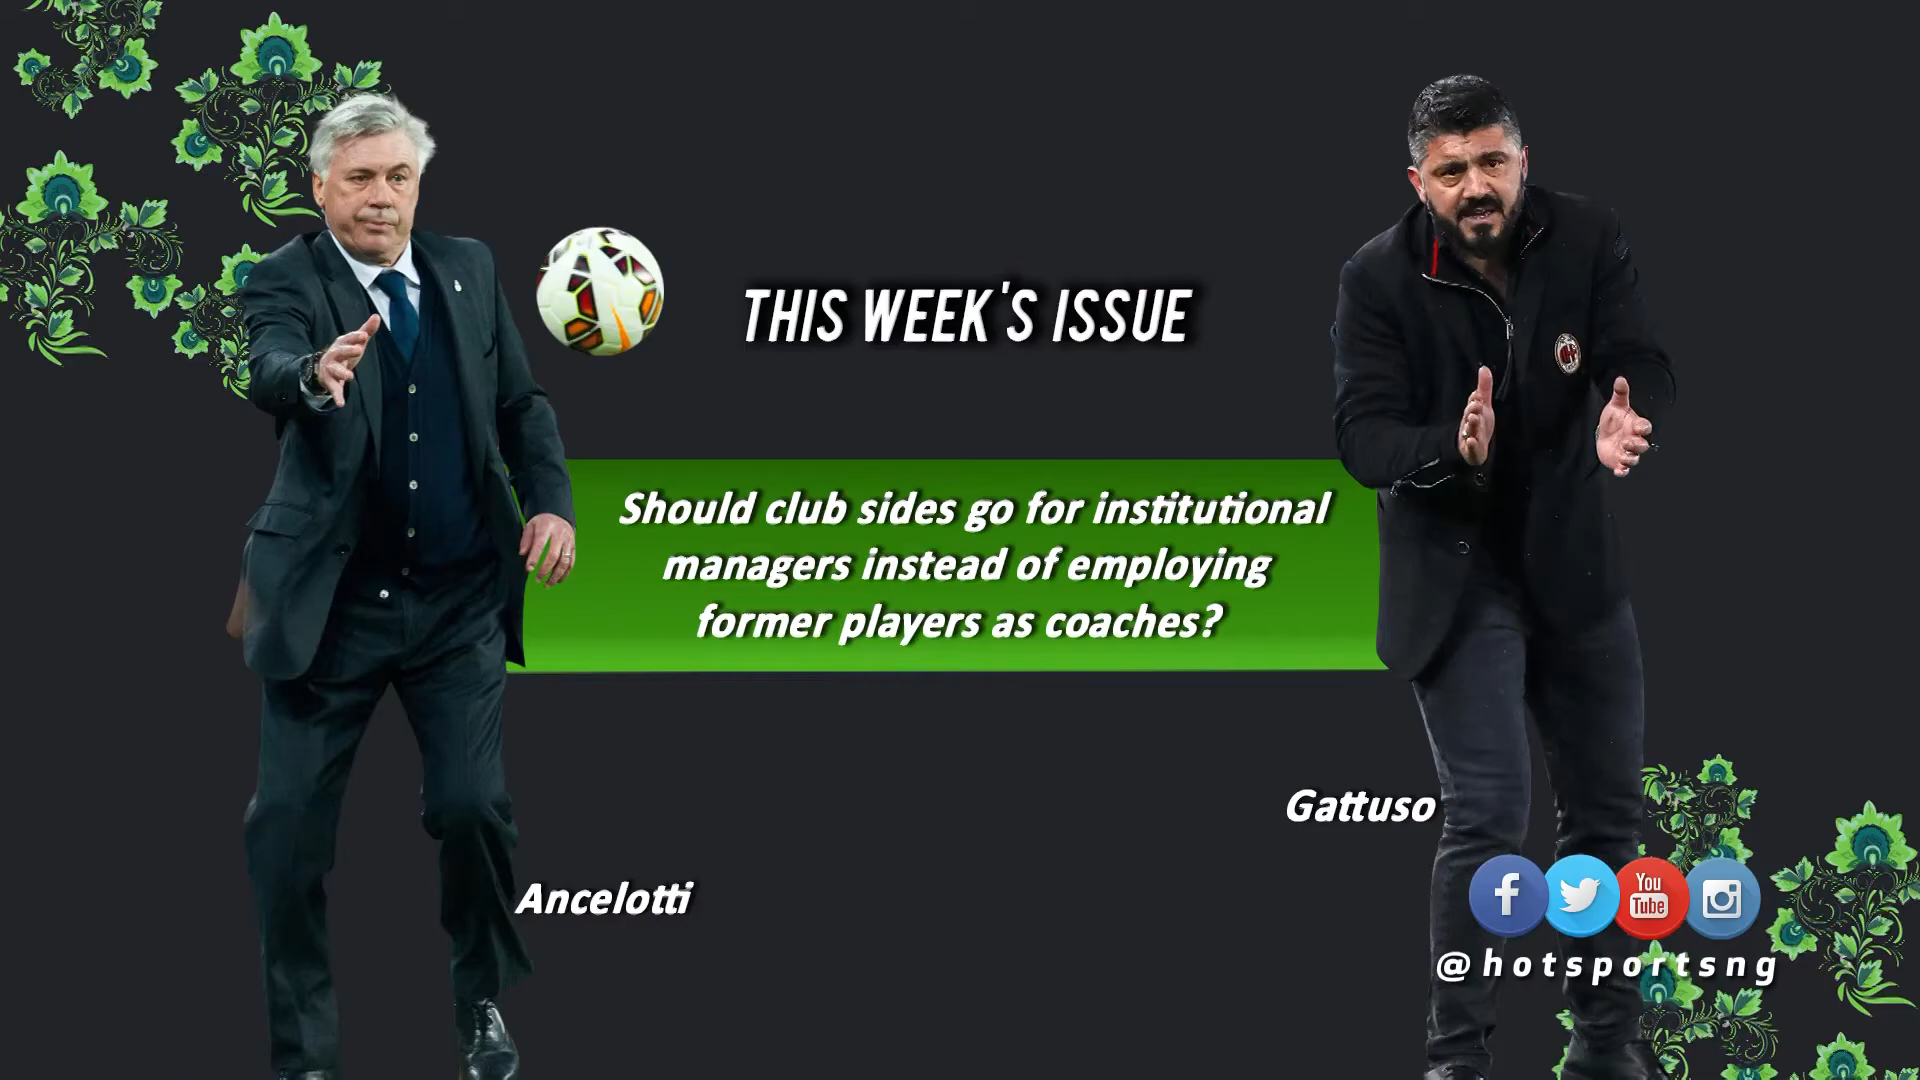 THIS WEEK'S ISSUE
Should club sides go for institutional
managers instead of employing
former players as coaches?
Gattuso
Ancelotti
f
You
Tube
@hotsportsng